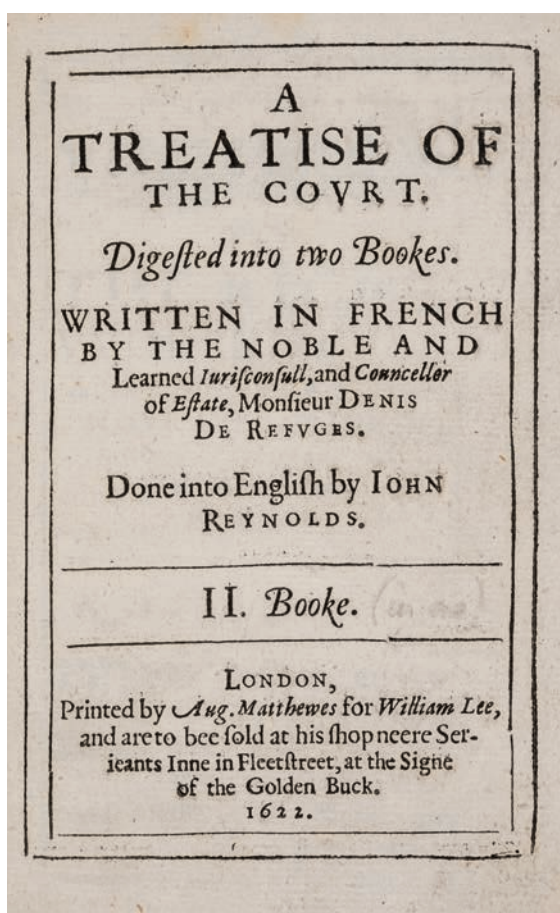 A
TREATISE OF
THE COVRT.
Digeſted into two Bookes.
WRITTEN IN FRENCH
BY THE NOBLE AND
Learned Iuriſconſull, and Councellor
of Eſtate, Monſieur DENIS
DE REFVGES.
Done into Engliſh by IOHN
REYNOLDS.
II. Booke.
LONDON,
Printed by Aug. Matthewes for William Lee,
and are to bee ſold at his ſhop neere Ser-
ieants Inne in Fleetſtreet, at the Signe
of the Golden Buck.
1622.